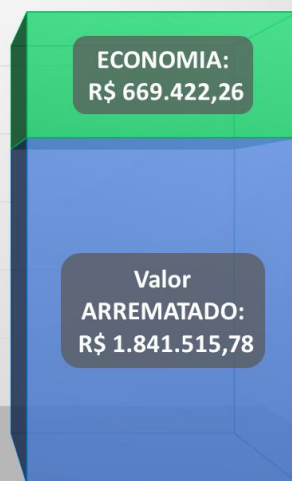 ECONOMIA:
R$ 669.422,26
Valor
ARREMATADO:
R$ 1.841.515,78